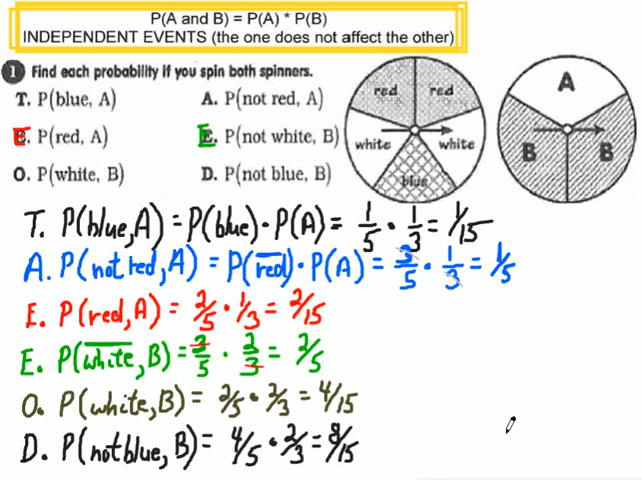 P(A and B) = P(A) * P(B)
INDEPENDENT EVENTS (the one does not affect the other)
1 Find each probability if you spin both spinners.
T. P(blue, A) A. P(not red, A)
E. P(red, A) E. P(not white, B)
O. P(white, B) D. P(not blue, B)
red red
white white
blue
A
B B
T. P(blue, A) = P(blue) · P(A) = 1/5 · 1/3 = 1/15
A. P(not red, A) = P(r̅e̅d̅) · P(A) = 3/5 · 1/3 = 1/5
E. P(red, A) = 2/5 · 1/3 = 2/15
E. P(w̅h̅i̅t̅e̅, B) = 3/5 · 2/3 = 2/5
O. P(white, B) = 2/5 · 2/3 = 4/15
D. P(not blue, B) = 4/5 · 2/3 = 8/15